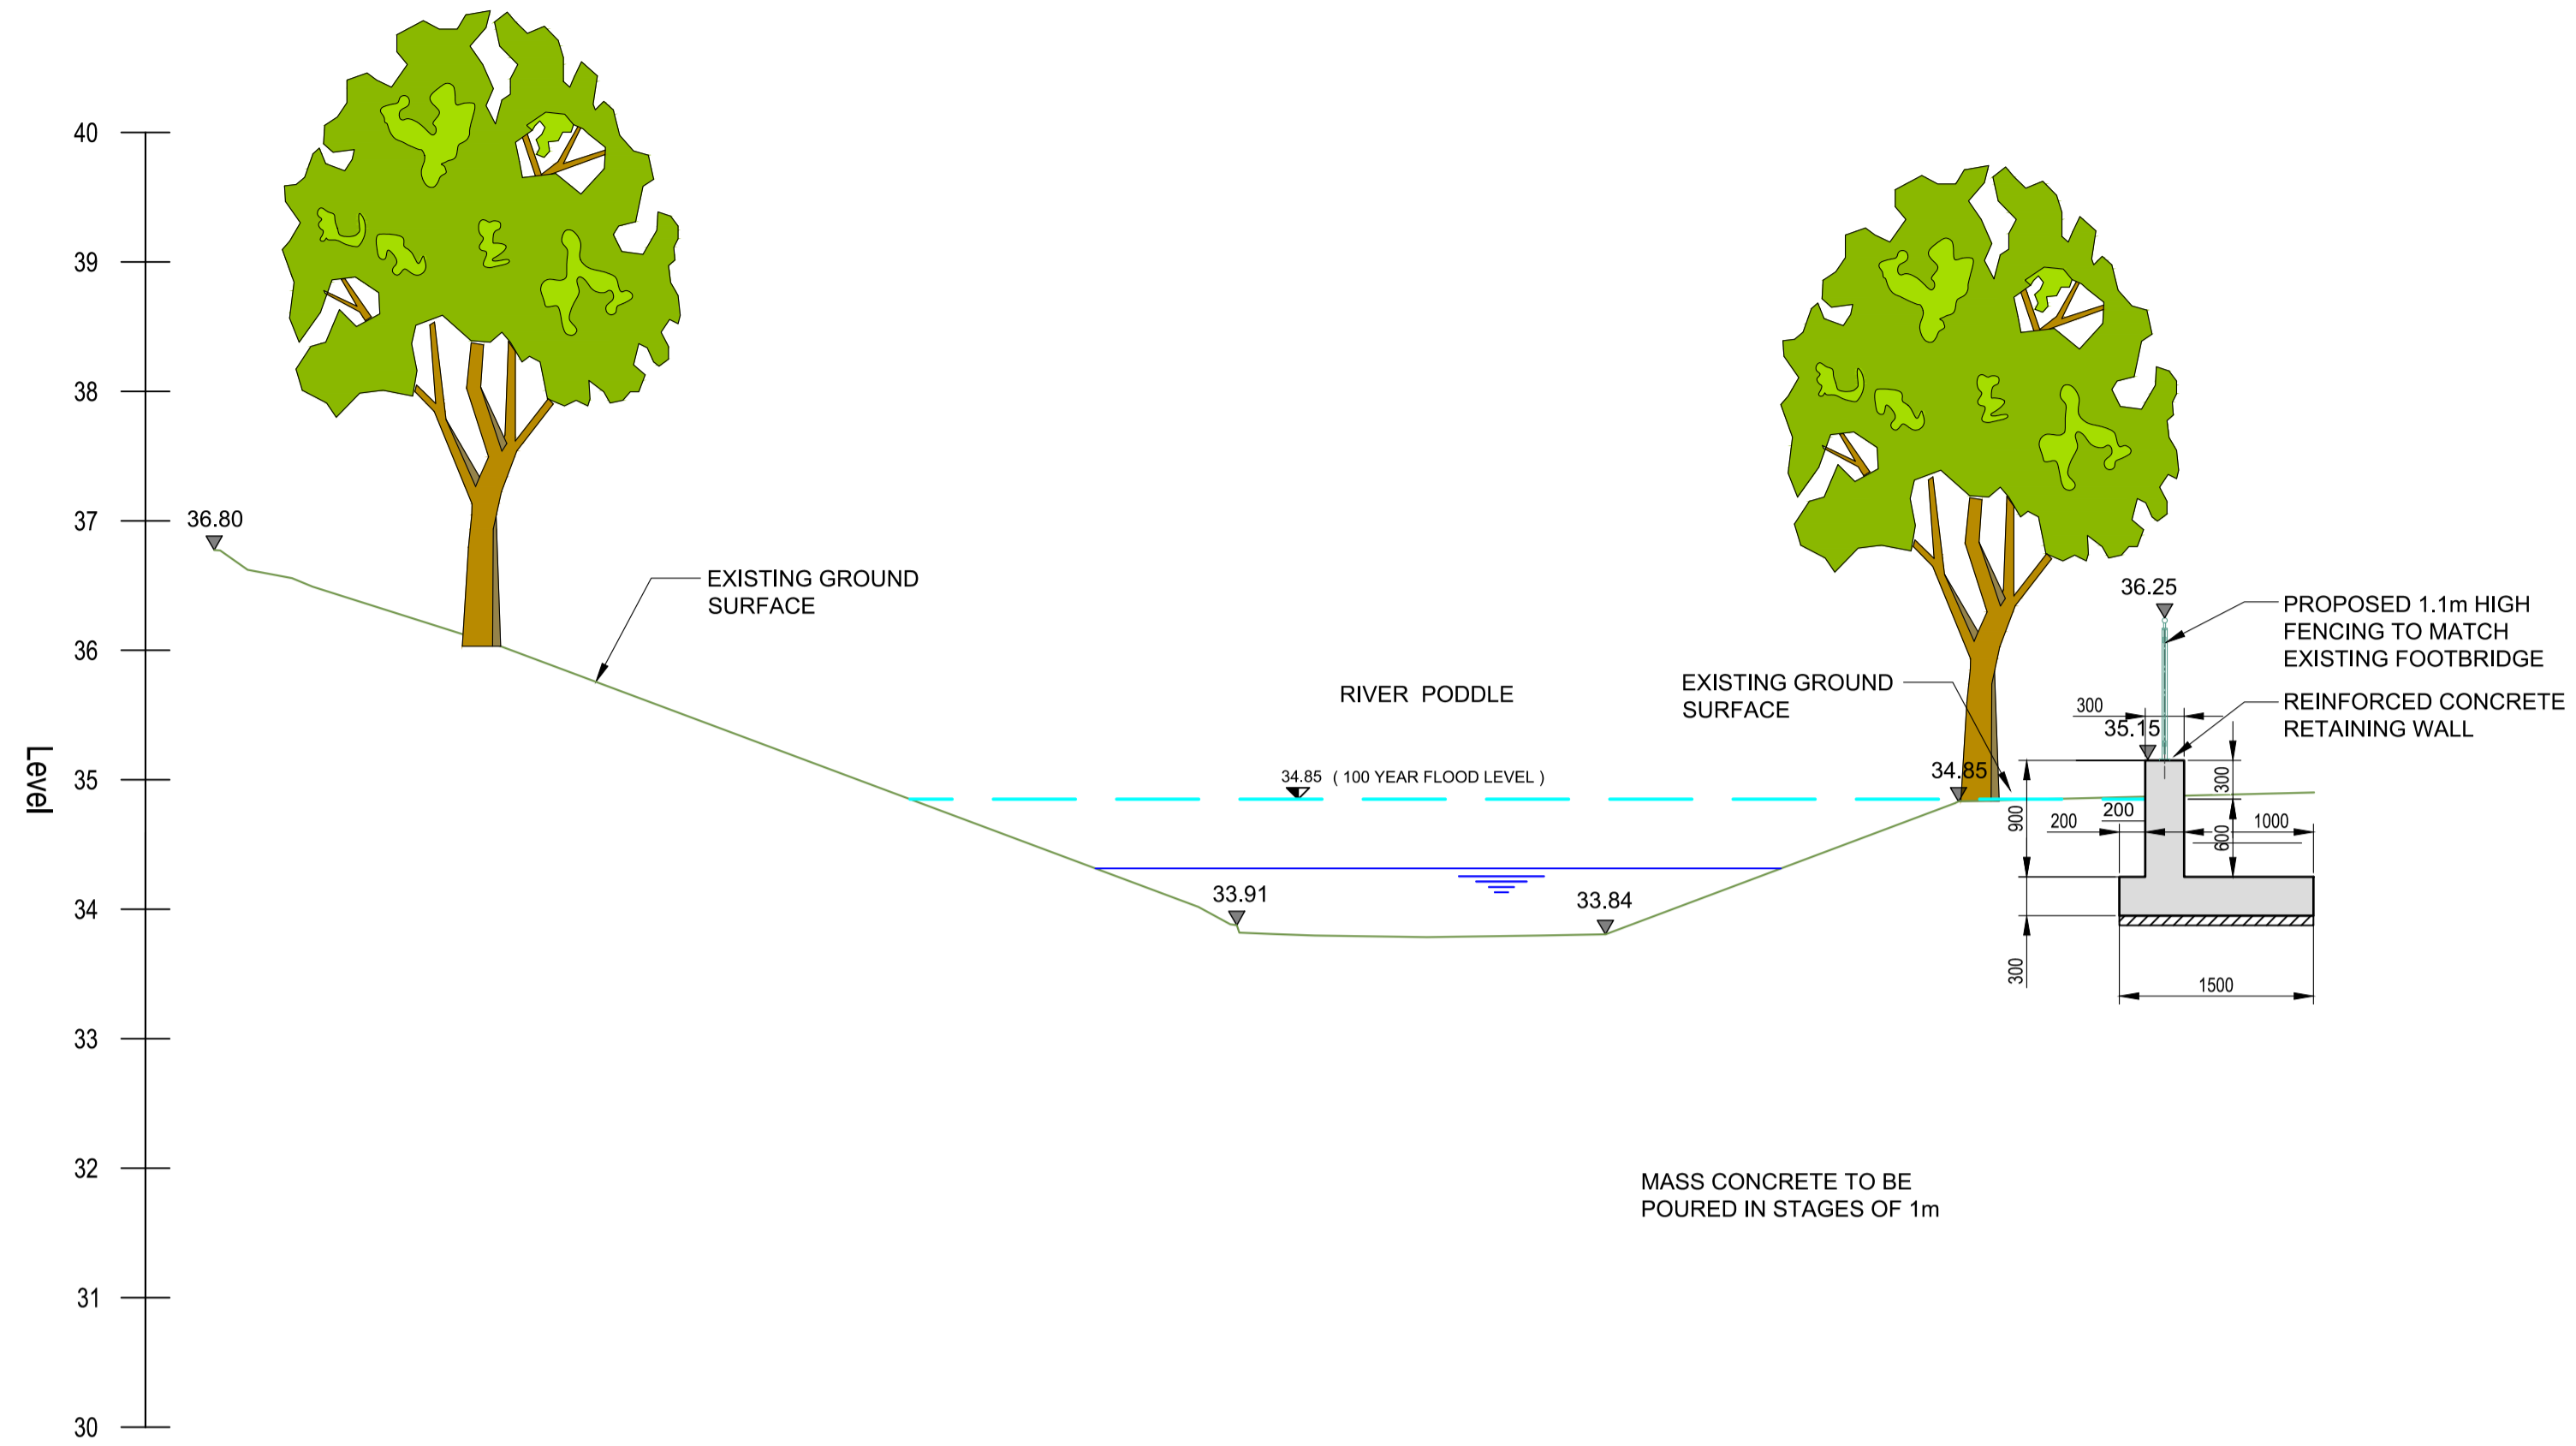 40
39
38
37
36
35
34
33
32
31
30
Level
36.80
EXISTING GROUND
SURFACE
RIVER PODDLE
34.85 ( 100 YEAR FLOOD LEVEL )
33.91
33.84
EXISTING GROUND
SURFACE
34.85
36.25
PROPOSED 1.1m HIGH
FENCING TO MATCH
EXISTING FOOTBRIDGE
REINFORCED CONCRETE
RETAINING WALL
300
35.15
300
900
200
200
600
1000
300
1500
MASS CONCRETE TO BE
POURED IN STAGES OF 1m